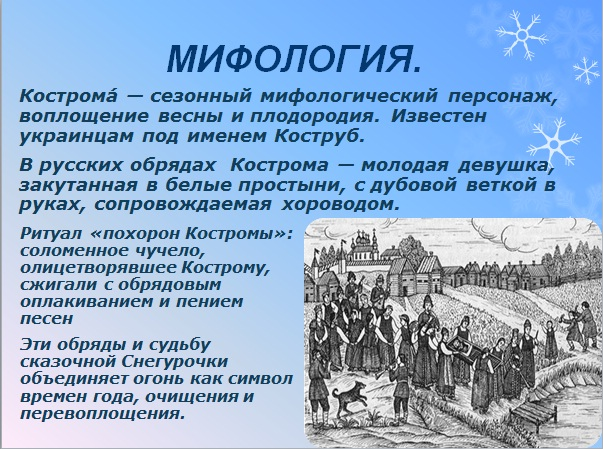 МИФОЛОГИЯ.
Кострома́ — сезонный мифологический персонаж,
воплощение весны и плодородия. Известен
украинцам под именем Коструб.
В русских обрядах Кострома — молодая девушка,
закутанная в белые простыни, с дубовой веткой в
руках, сопровождаемая хороводом.
Ритуал «похорон Костромы»:
соломенное чучело,
олицетворявшее Кострому,
сжигали с обрядовым
оплакиванием и пением
песен
Эти обряды и судьбу
сказочной Снегурочки
объединяет огонь как символ
времен года, очищения и
перевоплощения.